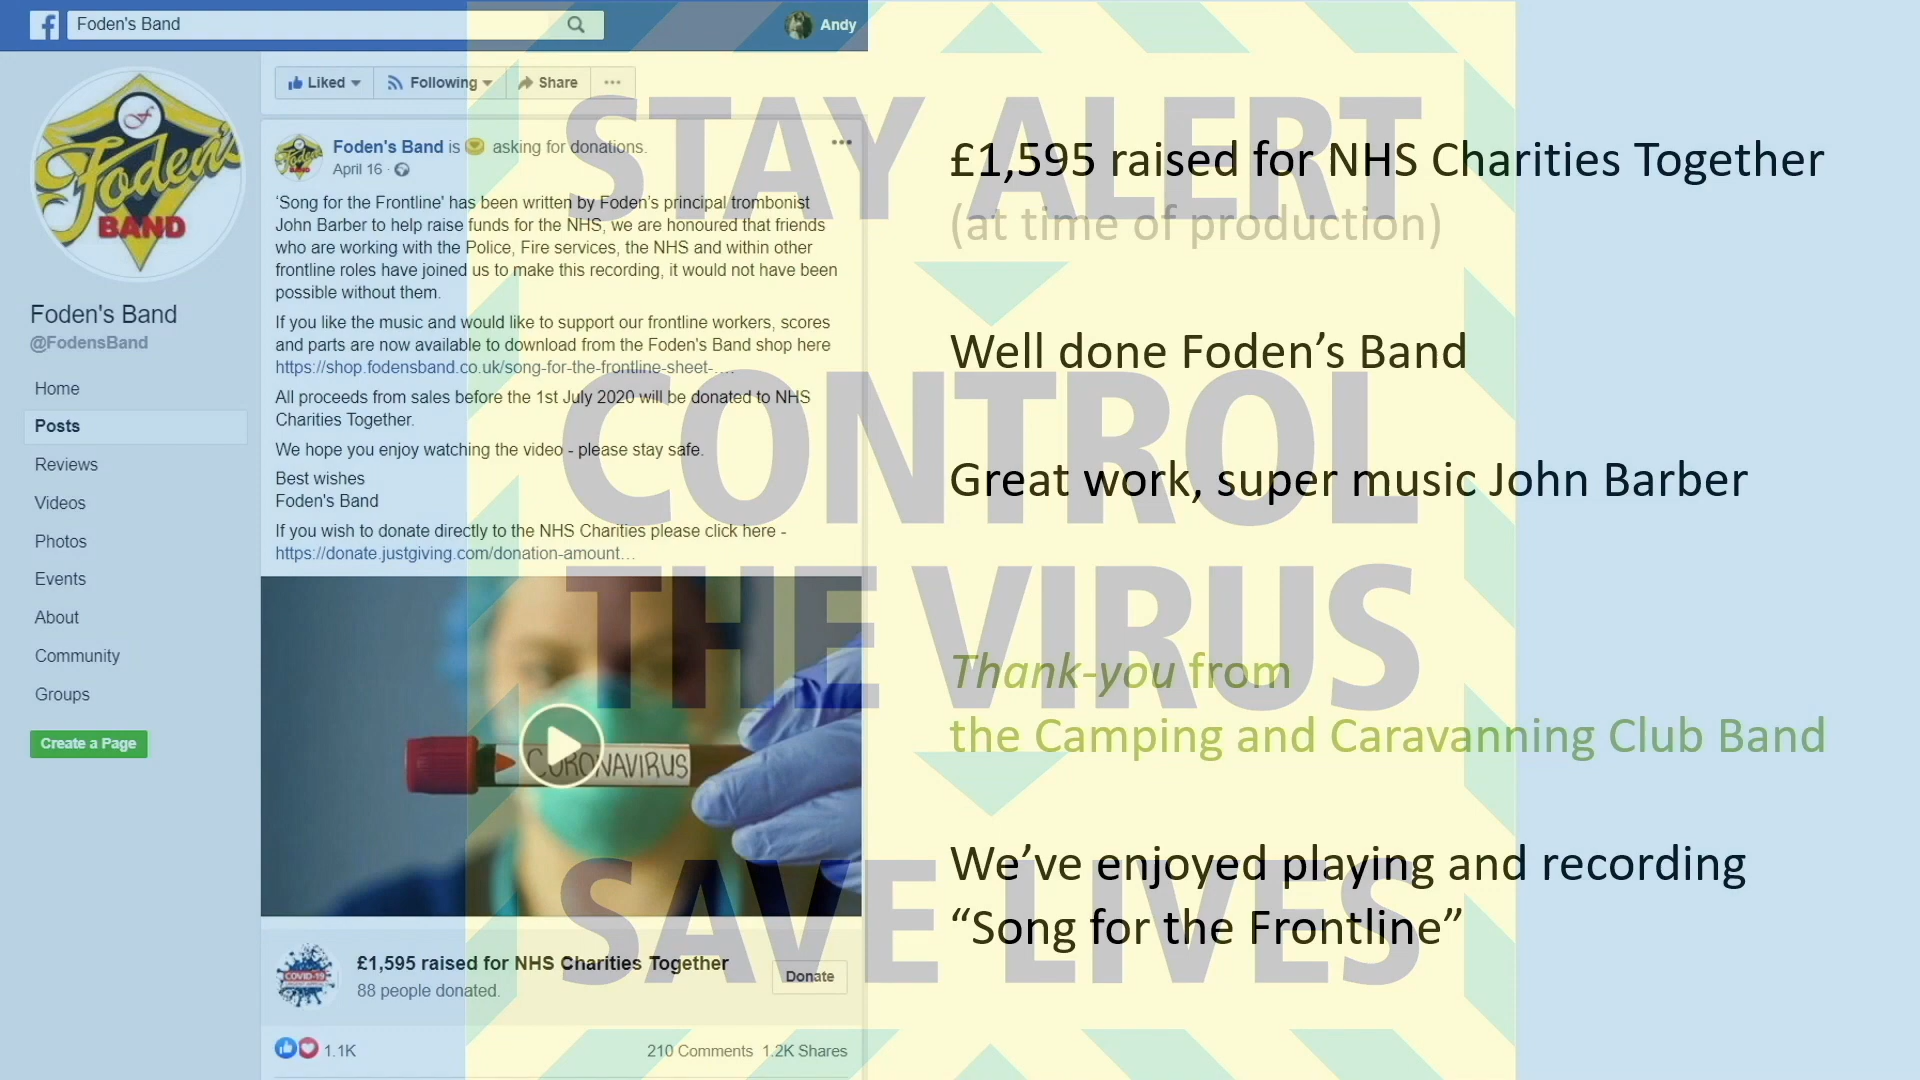 Foden's Band
Andy
Foden's
BAND
Foden's Band
@FodensBand
Home
Posts
Reviews
Videos
Photos
Events
About
Community
Groups
Create a Page
Liked
Following
Share
Foden's Band is asking for donations.
April 16
‘Song for the Frontline' has been written by Foden’s principal trombonist
John Barber to help raise funds for the NHS, we are honoured that friends
who are working with the Police, Fire services, the NHS and within other
frontline roles have joined us to make this recording, it would not have been
possible without them.
If you like the music and would like to support our frontline workers, scores
and parts are now available to download from the Foden's Band shop here
https://shop.fodensband.co.uk/song-for-the-frontline-sheet-....
All proceeds from sales before the 1st July 2020 will be donated to NHS
Charities Together.
We hope you enjoy watching the video - please stay safe.
Best wishes
Foden's Band
If you wish to donate directly to the NHS Charities please click here -
https://donate.justgiving.com/donation-amount...
CORONAVIRUS
COVID-19
£1,595 raised for NHS Charities Together
88 people donated.
Donate
1.1K
210 Comments 1.2K Shares
STAY ALERT
CONTROL
THE VIRUS
SAVE LIVES
£1,595 raised for NHS Charities Together
(at time of production)
Well done Foden’s Band
Great work, super music John Barber
Thank-you from
the Camping and Caravanning Club Band
We’ve enjoyed playing and recording
“Song for the Frontline”